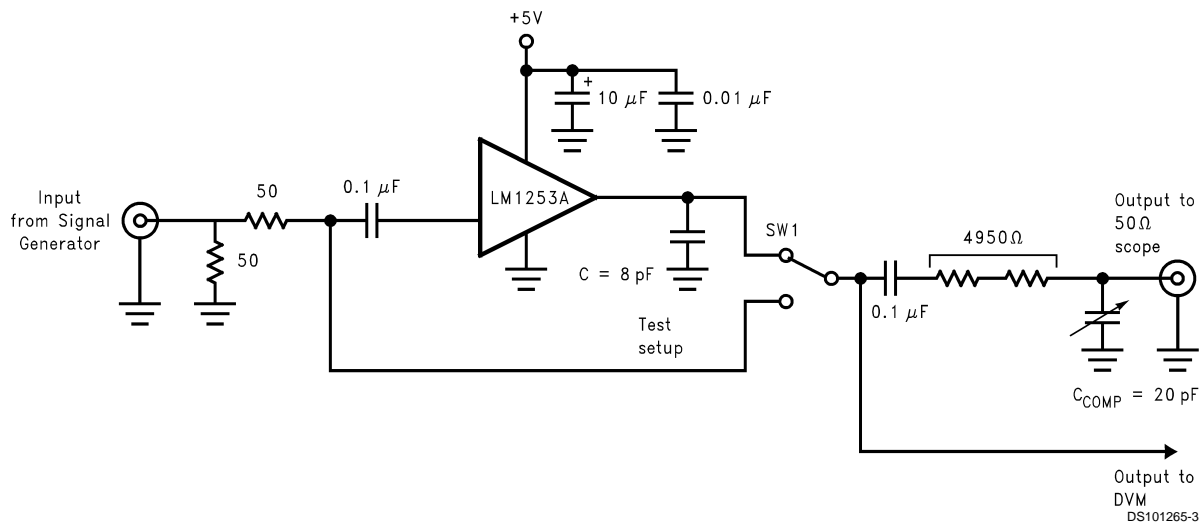 +5V
+
10 μF
0.01 μF
Input
from Signal
Generator
50
50
0.1 μF
LM1253A
C = 8 pF
SW1
Test
setup
0.1 μF
4950Ω
Output to
50Ω
scope
CCOMP = 20 pF
Output to
DVM
DS101265-3